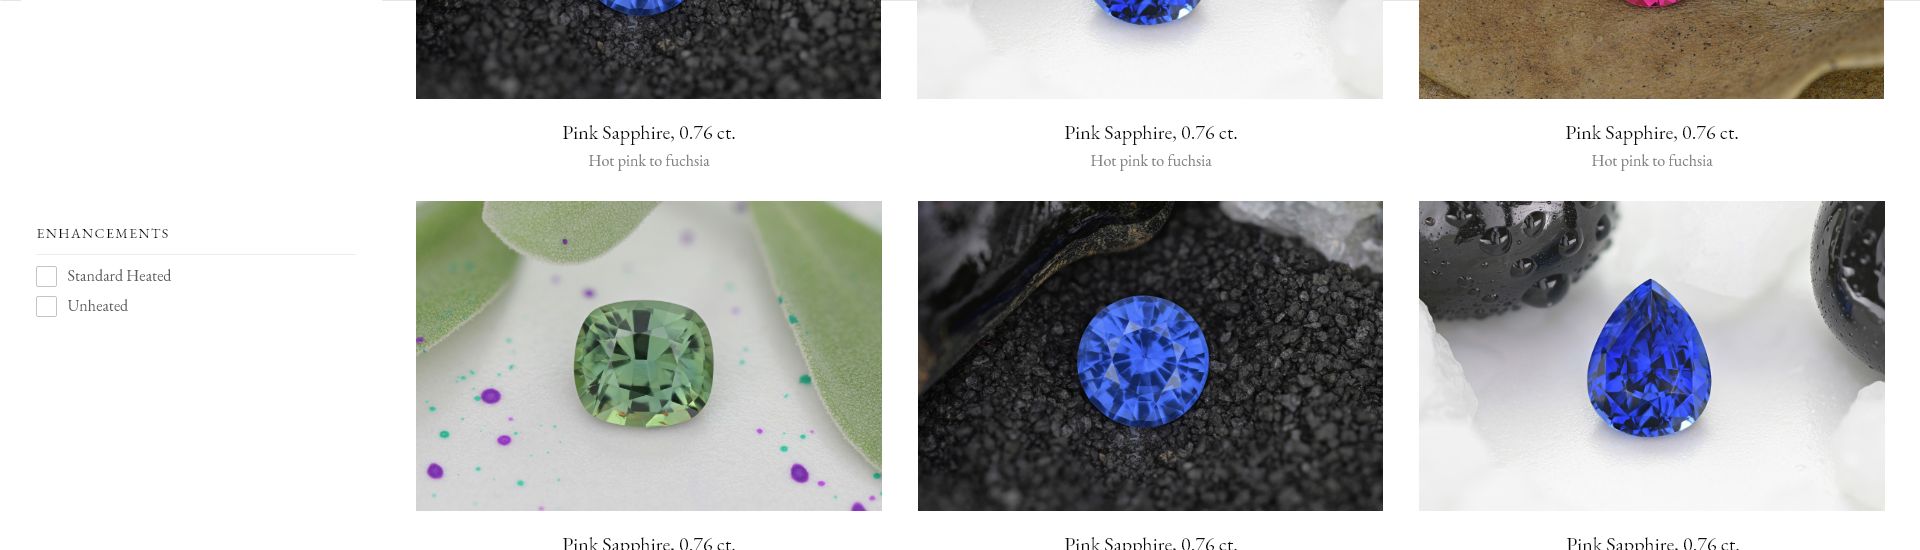 Pink Sapphire, 0.76 ct.
Hot pink to fuchsia
Pink Sapphire, 0.76 ct.
Hot pink to fuchsia
Pink Sapphire, 0.76 ct.
Hot pink to fuchsia
ENHANCEMENTS
Standard Heated
Unheated
Pink Sapphire, 0.76 ct.
Pink Sapphire, 0.76 ct.
Pink Sapphire, 0.76 ct.